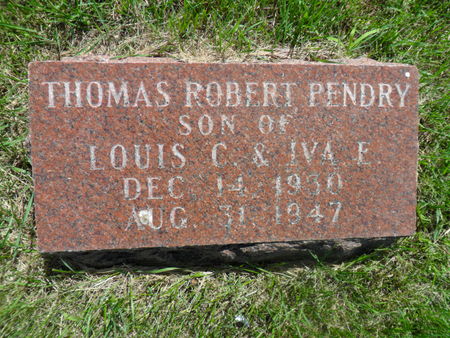 THOMAS ROBERT PENDRY
SON OF
LOUIS C. & IVA E.
DEC. 14, 1930
AUG. 31, 1947